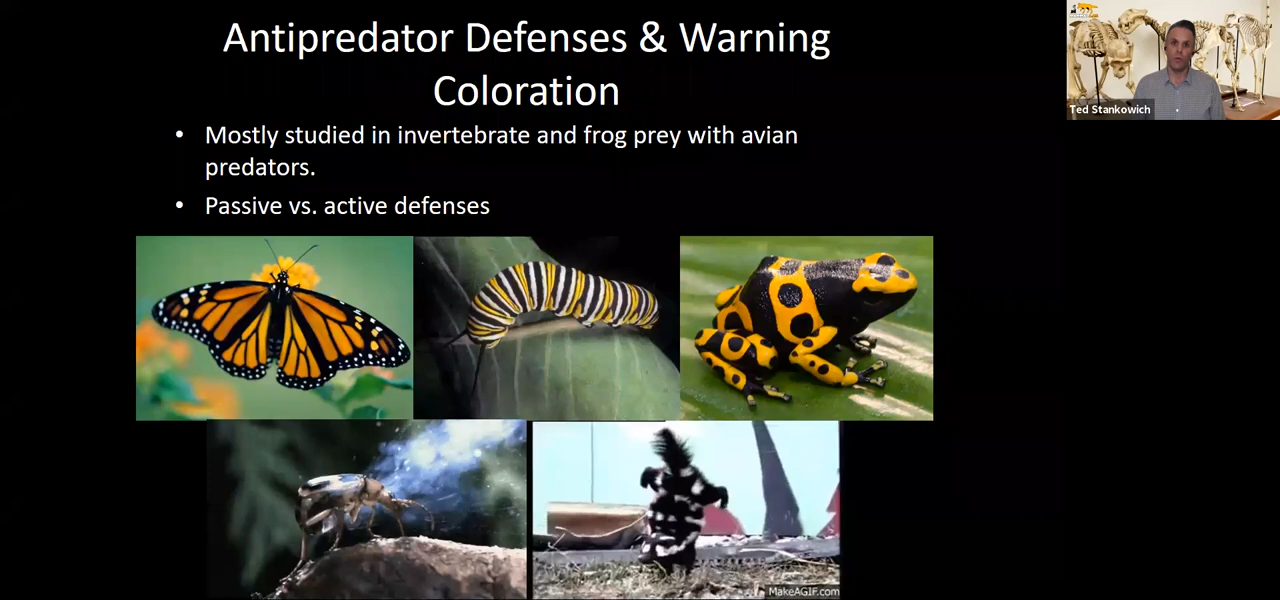 Antipredator Defenses & Warning
Coloration
• Mostly studied in invertebrate and frog prey with avian
predators.
• Passive vs. active defenses
Ted Stankowich
MakeAGIF.com